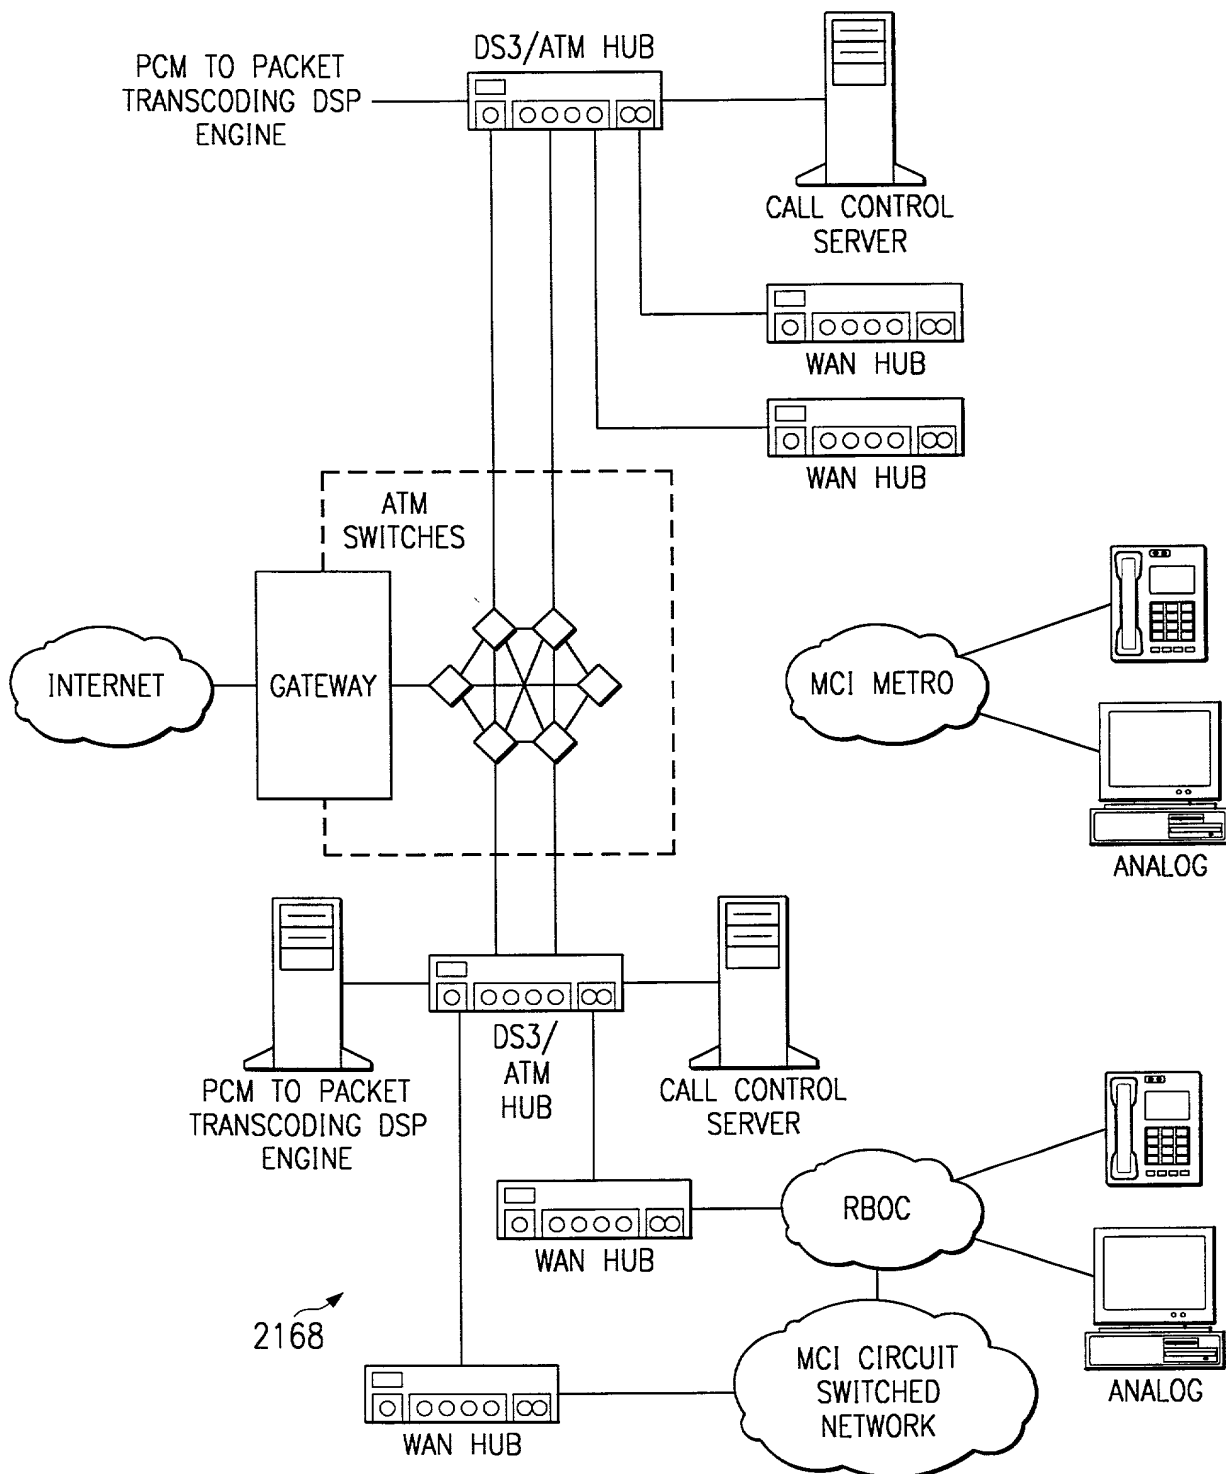 DS3/ATM HUB
PCM TO PACKET
TRANSCODING DSP
ENGINE
CALL CONTROL
SERVER
WAN HUB
WAN HUB
ATM
SWITCHES
INTERNET
GATEWAY
MCI METRO
ANALOG
DS3/
ATM
HUB
PCM TO PACKET
TRANSCODING DSP
ENGINE
CALL CONTROL
SERVER
RBOC
WAN HUB
2168
MCI CIRCUIT
SWITCHED
NETWORK
ANALOG
WAN HUB